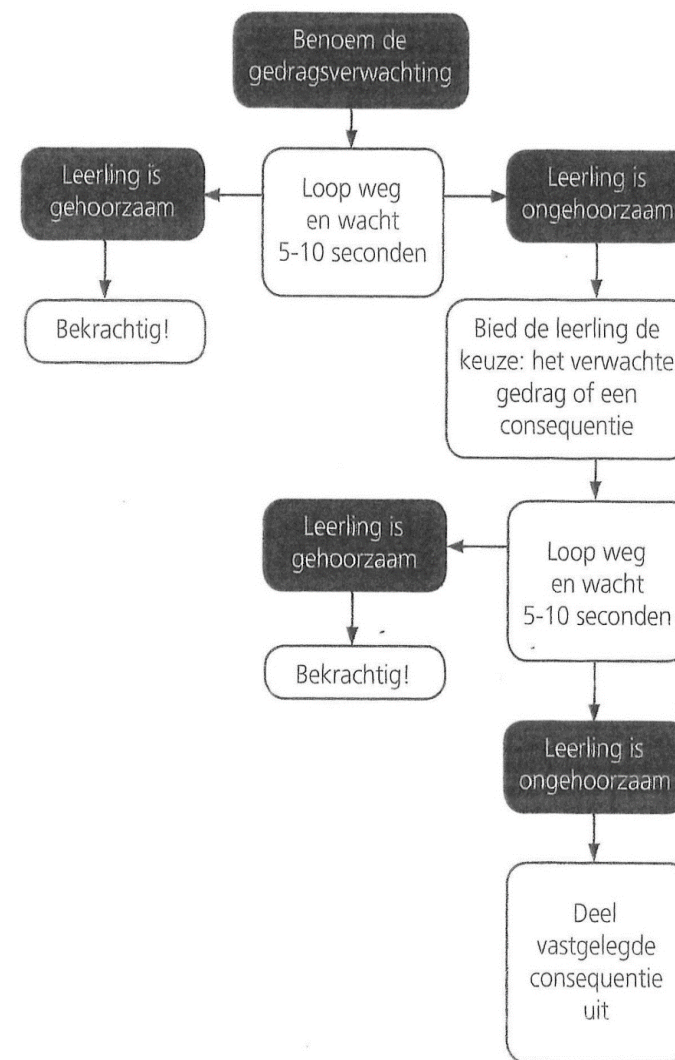 Benoem de
gedragsverwachting
Leerling is
gehoorzaam
Loop weg
en wacht
5-10 seconden
Leerling is
ongehoorzaam
Bekrachtig!
Bied de leerling de
keuze: het verwachte
gedrag of een
consequentie
Leerling is
gehoorzaam
Loop weg
en wacht
5-10 seconden
Bekrachtig!
Leerling is
ongehoorzaam
Deel
vastgelegde
consequentie
uit